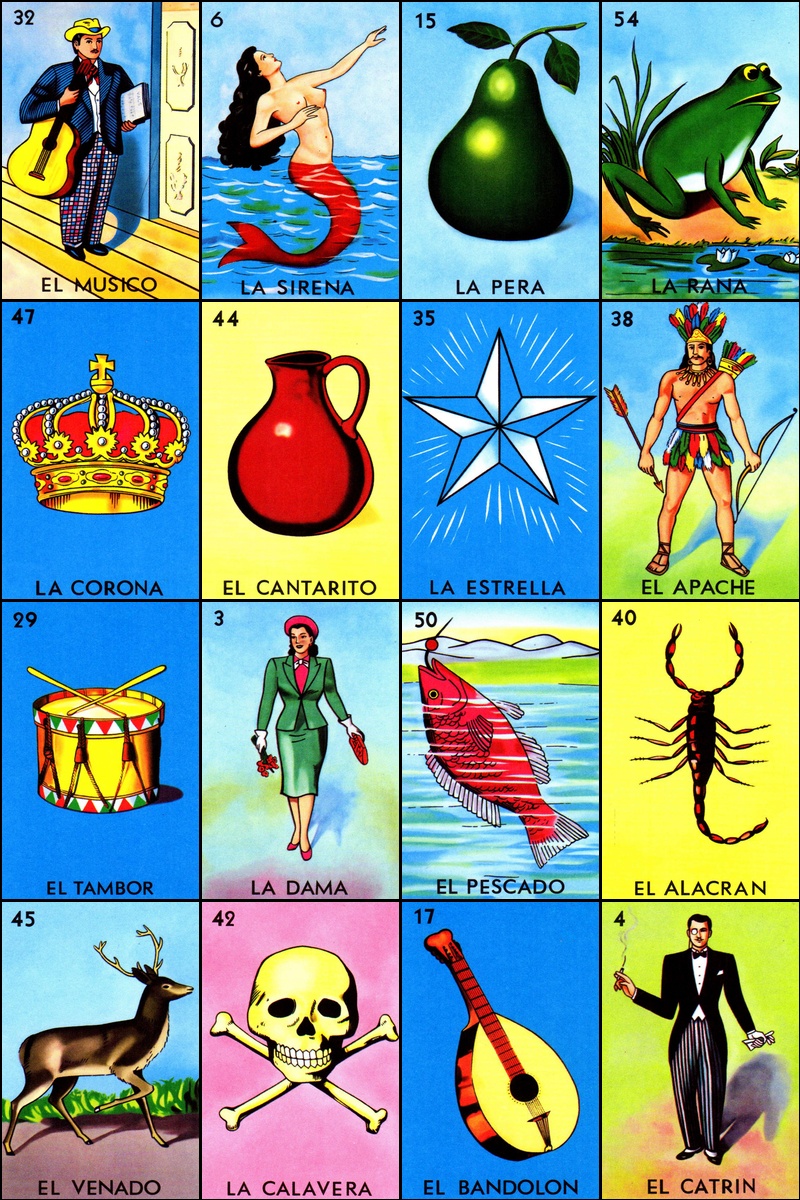 32
EL MUSICO
6
LA SIRENA
15
LA PERA
54
LA RANA
47
LA CORONA
44
EL CANTARITO
35
LA ESTRELLA
38
EL APACHE
29
EL TAMBOR
3
LA DAMA
50
EL PESCADO
40
EL ALACRAN
45
EL VENADO
42
LA CALAVERA
17
EL BANDOLON
4
EL CATRIN